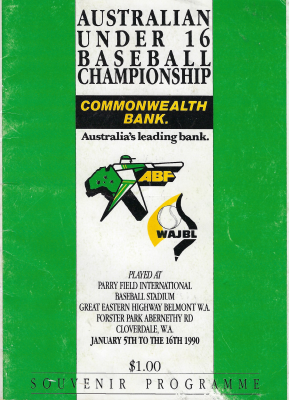 AUSTRALIAN
UNDER 16
BASEBALL
CHAMPIONSHIP
COMMONWEALTH
BANK.
Australia's leading bank.
ABF
WAJBL
PLAYED AT
PARRY FIELD INTERNATIONAL
BASEBALL STADIUM
GREAT EASTERN HIGHWAY BELMONT W.A.
FORSTER PARK ABERNETHY RD
CLOVERDALE, W.A.
JANUARY 5TH TO THE 16TH 1990
$1.00
SOUVENIR PROGRAMME